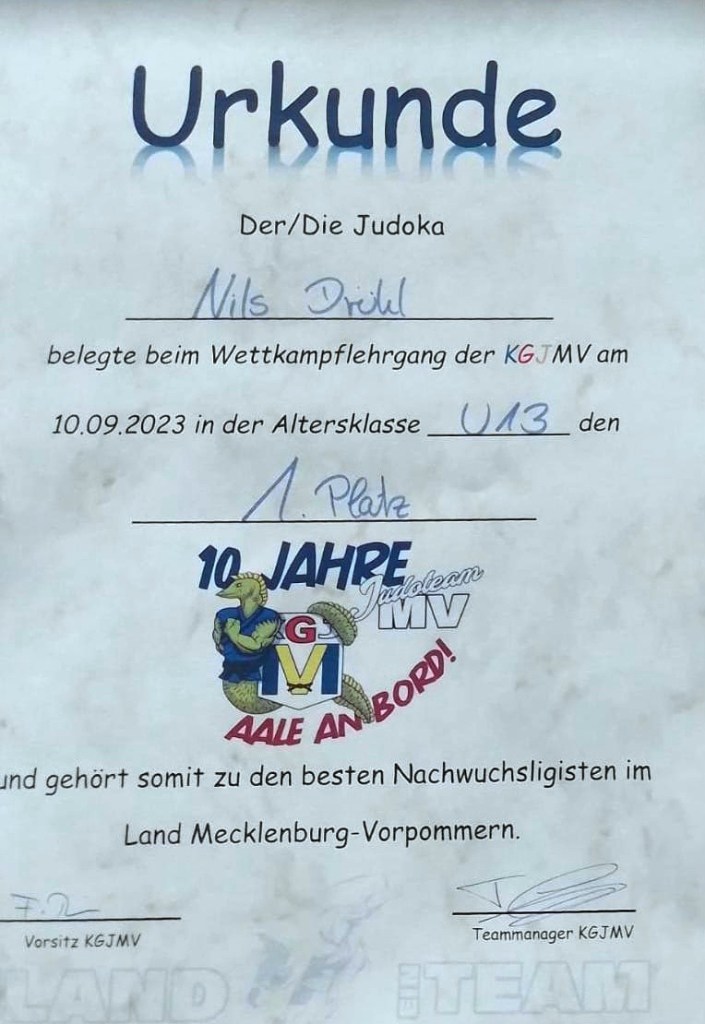 Urkunde
Der/Die Judoka
Nils
belegte beim Wettkampflehrgang der KGJMV am
10.09.2023 in der Altersklasse U13 den
1. Platz
10 JAHRE
Judoteam
MV
KGJ
MV
AALE AN BORD!
und gehört somit zu den besten Nachwuchsligisten im
Land Mecklenburg-Vorpommern.
Vorsitz KGJMV
Teammanager KGJMV
LAND EIN TEAM